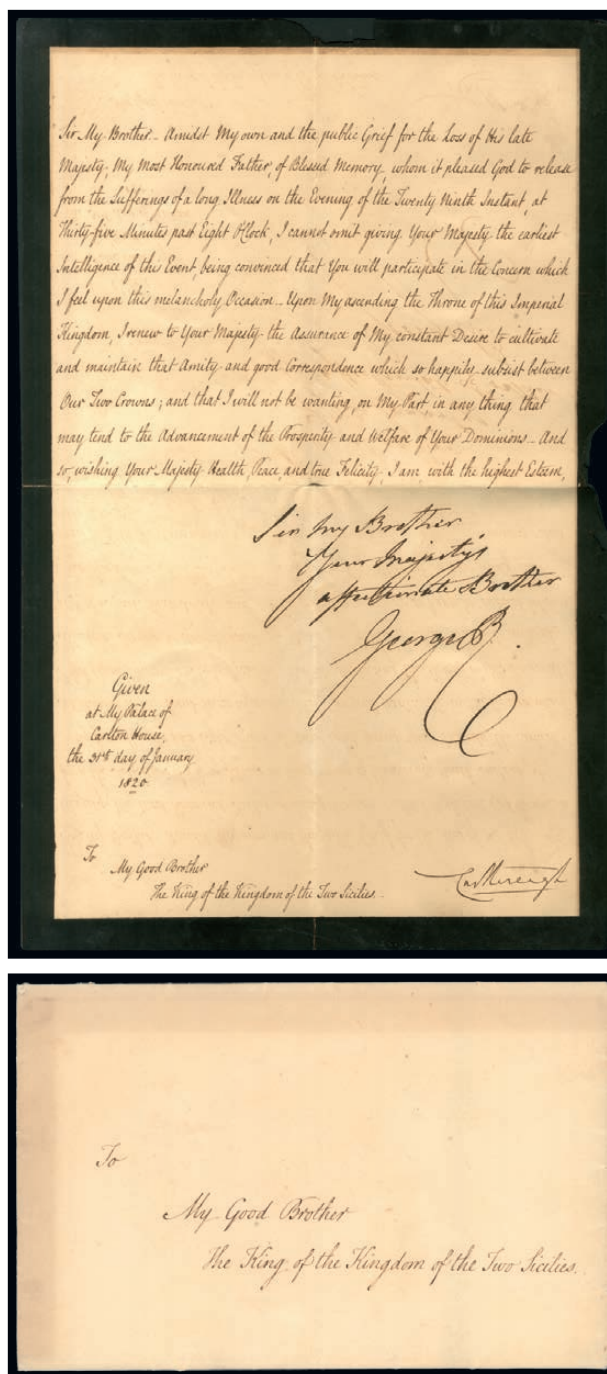 Sir My Brother_ Amidst My own and the public Grief for the Loss of His late
Majesty, My Most Honoured Father, of Blessed Memory, whom it pleased God to release
from the Sufferings of a long Illness on the Evening of the Twenty Ninth Instant, at
Thirty-five Minutes past Eight O'Clock, I cannot omit giving Your Majesty the earliest
Intelligence of this Event, being convinced that You will participate in the Concern which
I feel upon this melancholy Occasion_ Upon My ascending the Throne of this Imperial
Kingdom, I renew to Your Majesty the Assurance of My constant Desire to cultivate
and maintain that Amity and good Correspondence which so happily subsist between
Our Two Crowns; and that I will not be wanting, on My Part, in any thing that
may tend to the Advancement of the Prosperity and Welfare of Your Dominions_ And
so, wishing Your Majesty Health, Peace, and true Felicity, I am with the highest Esteem,
Sir My Brother
Your Majesty's
affectionate Brother
George R.
Given
at My Palace of
Carlton House,
the 31st day of January
1820
To
My Good Brother
The King of the Kingdom of the Two Sicilies_
Castlereagh
To
My Good Brother
The King of the Kingdom of the Two Sicilies.